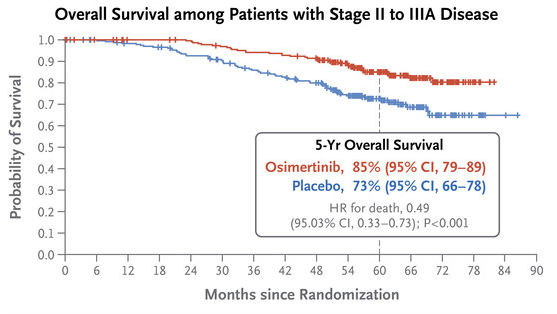 Overall Survival among Patients with Stage II to IIIA Disease
Probability of Survival
1.0
0.9
0.8
0.7
0.6
0.5
0.4
0.3
0.2
0.1
0.0
5-Yr Overall Survival
Osimertinib, 85% (95% CI, 79–89)
Placebo, 73% (95% CI, 66–78)
HR for death, 0.49
(95.03% CI, 0.33–0.73); P<0.001
0 6 12 18 24 30 36 42 48 54 60 66 72 78 84 90
Months since Randomization